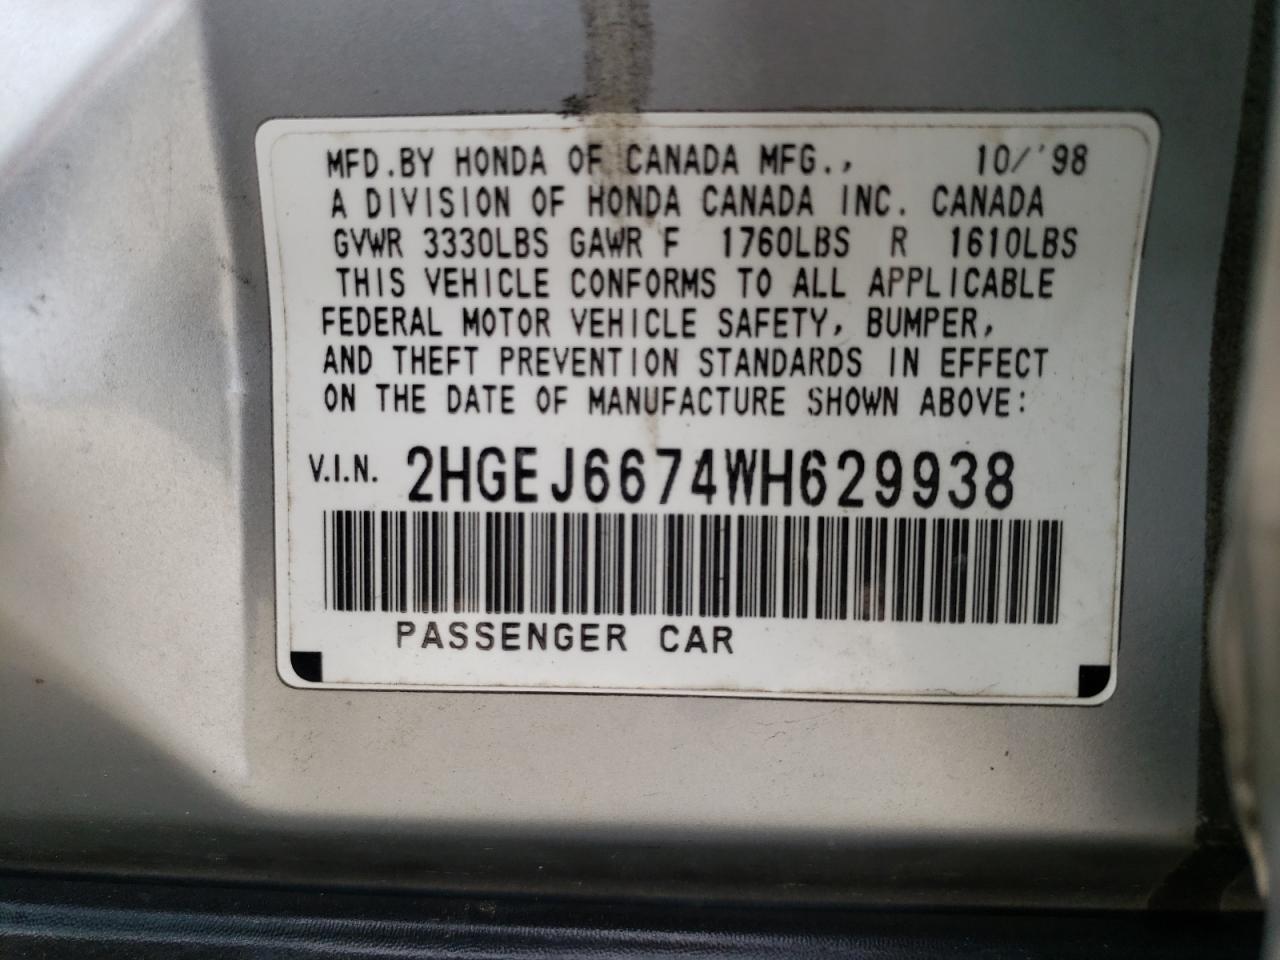 MFD.BY HONDA OF CANADA MFG., 10/'98
A DIVISION OF HONDA CANADA INC. CANADA
GVWR 3330LBS GAWR F 1760LBS R 1610LBS
THIS VEHICLE CONFORMS TO ALL APPLICABLE
FEDERAL MOTOR VEHICLE SAFETY, BUMPER,
AND THEFT PREVENTION STANDARDS IN EFFECT
ON THE DATE OF MANUFACTURE SHOWN ABOVE:
V.I.N. 2HGEJ6674WH629938
PASSENGER CAR